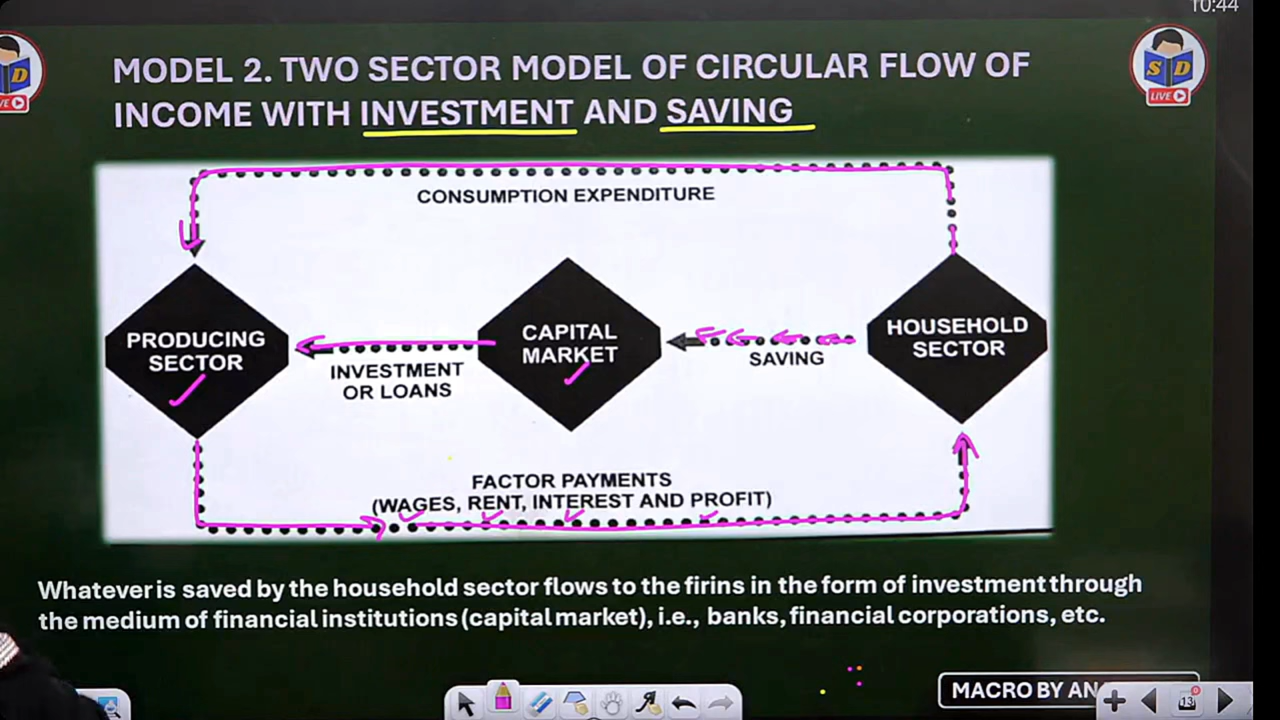 10:44
MODEL 2. TWO SECTOR MODEL OF CIRCULAR FLOW OF
INCOME WITH INVESTMENT AND SAVING
D
VE
S D
LIVE
CONSUMPTION EXPENDITURE
PRODUCING
SECTOR
INVESTMENT
OR LOANS
CAPITAL
MARKET
SAVING
HOUSEHOLD
SECTOR
FACTOR PAYMENTS
(WAGES, RENT, INTEREST AND PROFIT)
Whatever is saved by the household sector flows to the firins in the form of investment through
the medium of financial institutions (capital market), i.e., banks, financial corporations, etc.
MACRO BY AN